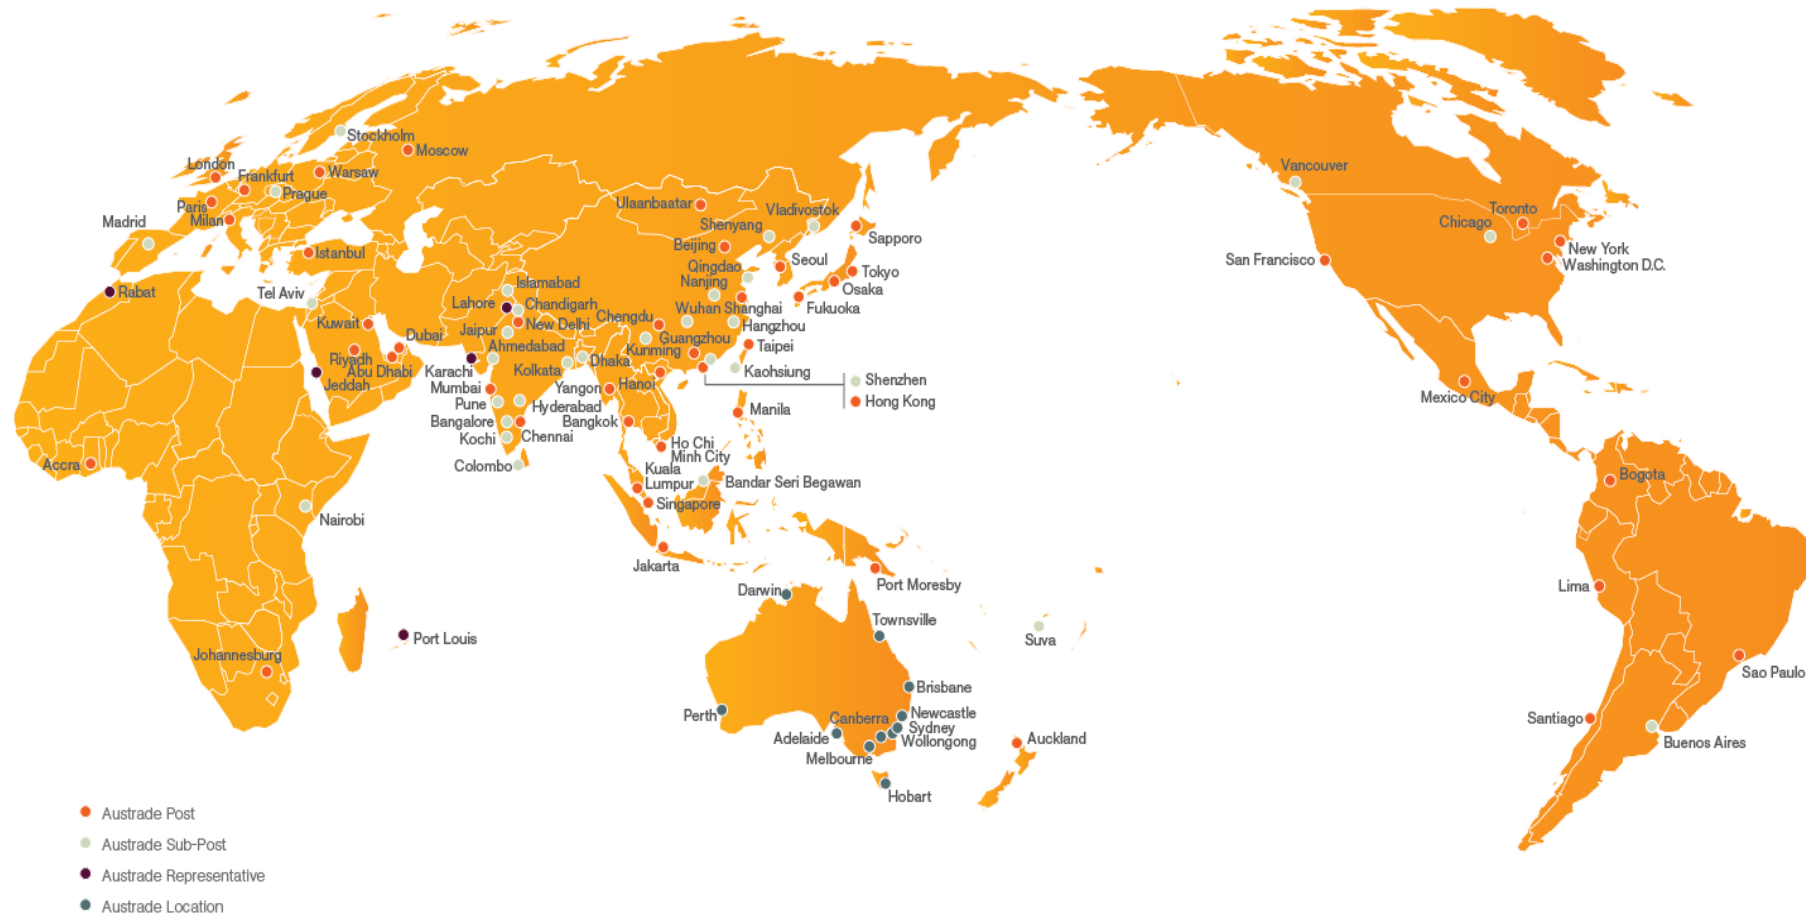 Stockholm
Moscow
London
Frankfurt
Warsaw
Prague
Paris
Milan
Madrid
Istanbul
Rabat
Tel Aviv
Kuwait
Dubai
Riyadh
Abu Dhabi
Jeddah
Accra
Nairobi
Johannesburg
Port Louis
Islamabad
Lahore
Chandigarh
New Delhi
Jaipur
Ahmedabad
Karachi
Kolkata
Dhaka
Mumbai
Pune
Hyderabad
Bangalore
Kochi
Chennai
Colombo
Ulaanbaatar
Vladivostok
Shenyang
Beijing
Sapporo
Seoul
Qingdao
Nanjing
Tokyo
Osaka
Fukuoka
Wuhan
Shanghai
Chengdu
Hangzhou
Guangzhou
Kunming
Taipei
Kaohsiung
Shenzhen
Hong Kong
Yangon
Hanoi
Bangkok
Manila
Ho Chi
Minh City
Kuala
Lumpur
Bandar Seri Begawan
Singapore
Jakarta
Port Moresby
Darwin
Townsville
Suva
Brisbane
Perth
Canberra
Newcastle
Sydney
Adelaide
Wollongong
Melbourne
Auckland
Hobart
Vancouver
Toronto
Chicago
New York
San Francisco
Washington D.C.
Mexico City
Bogota
Lima
Sao Paulo
Santiago
Buenos Aires
Austrade Post
Austrade Sub-Post
Austrade Representative
Austrade Location